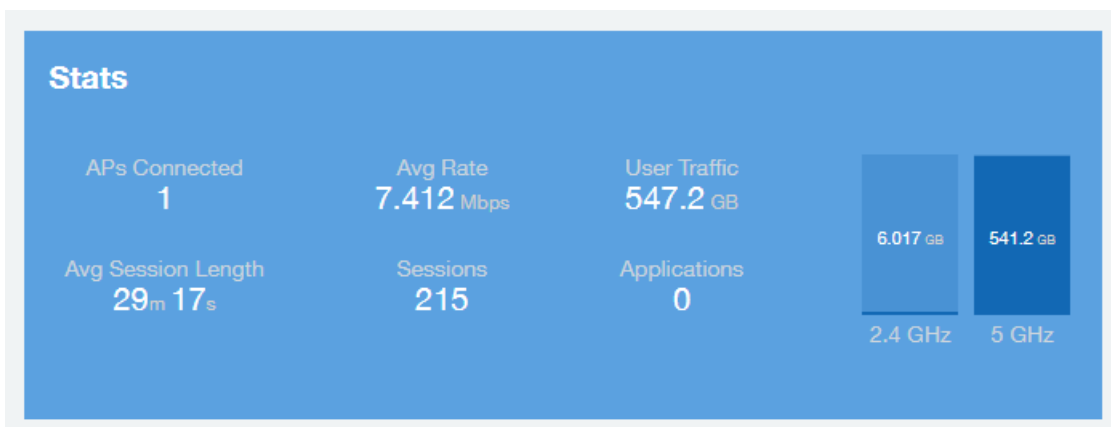 Stats
APs Connected
1
Avg Rate
7.412 Mbps
User Traffic
547.2 GB
Avg Session Length
29m 17s
Sessions
215
Applications
0
6.017 GB
541.2 GB
2.4 GHz
5 GHz